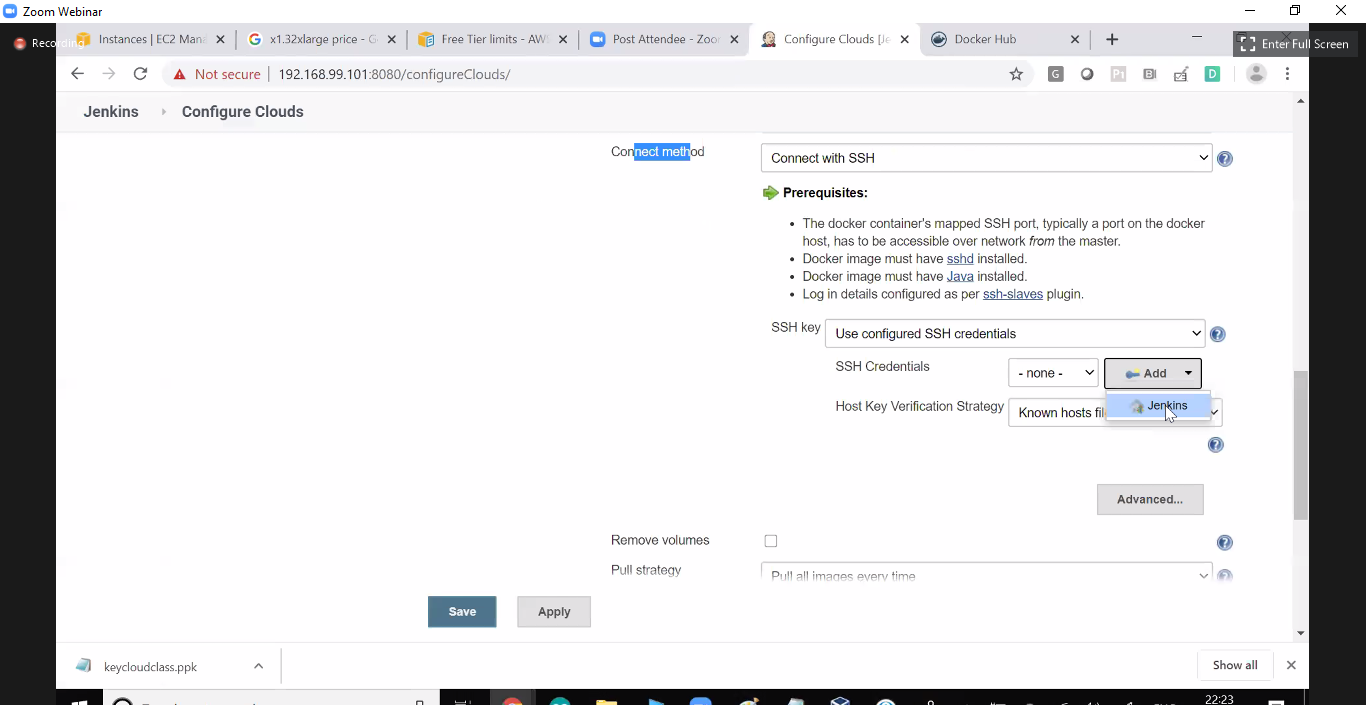 Zoom Webinar
Recording
Instances | EC2 Man
x1.32xlarge price - G
Free Tier limits - AW
Post Attendee - Zoo
Configure Clouds [Je
Docker Hub
Enter Full Screen
Not secure
192.168.99.101:8080/configureClouds/
Jenkins
Configure Clouds
Connect method
Connect with SSH
Prerequisites:
The docker container's mapped SSH port, typically a port on the docker
host, has to be accessible over network from the master.
Docker image must have sshd installed.
Docker image must have Java installed.
Log in details configured as per ssh-slaves plugin.
SSH key
Use configured SSH credentials
SSH Credentials
- none -
Add
Jenkins
Host Key Verification Strategy
Known hosts fil
Advanced...
Remove volumes
Pull strategy
Pull all images every time
Save
Apply
keycloudclass.ppk
Show all
22:23